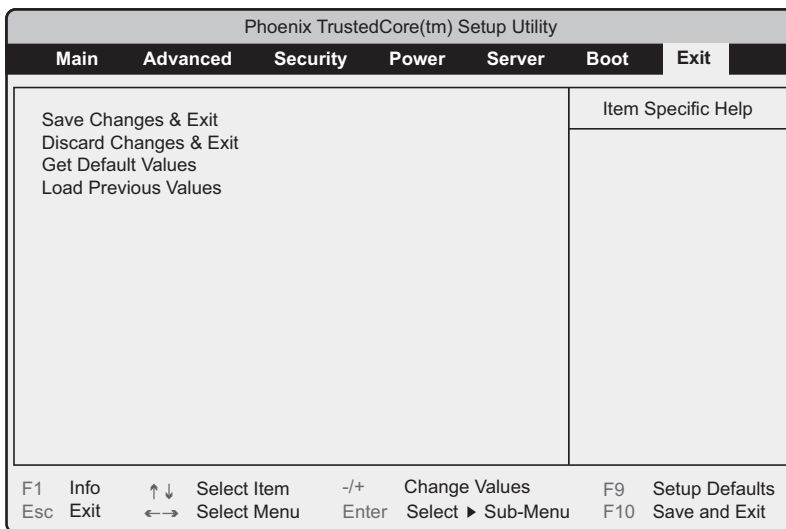 Phoenix TrustedCore(tm) Setup Utility
Main Advanced Security Power Server Boot Exit
Item Specific Help
Save Changes & Exit
Discard Changes & Exit
Get Default Values
Load Previous Values
F1 Info ↑ ↓ Select Item -/+ Change Values F9 Setup Defaults
Esc Exit ←→ Select Menu Enter Select ▶ Sub-Menu F10 Save and Exit